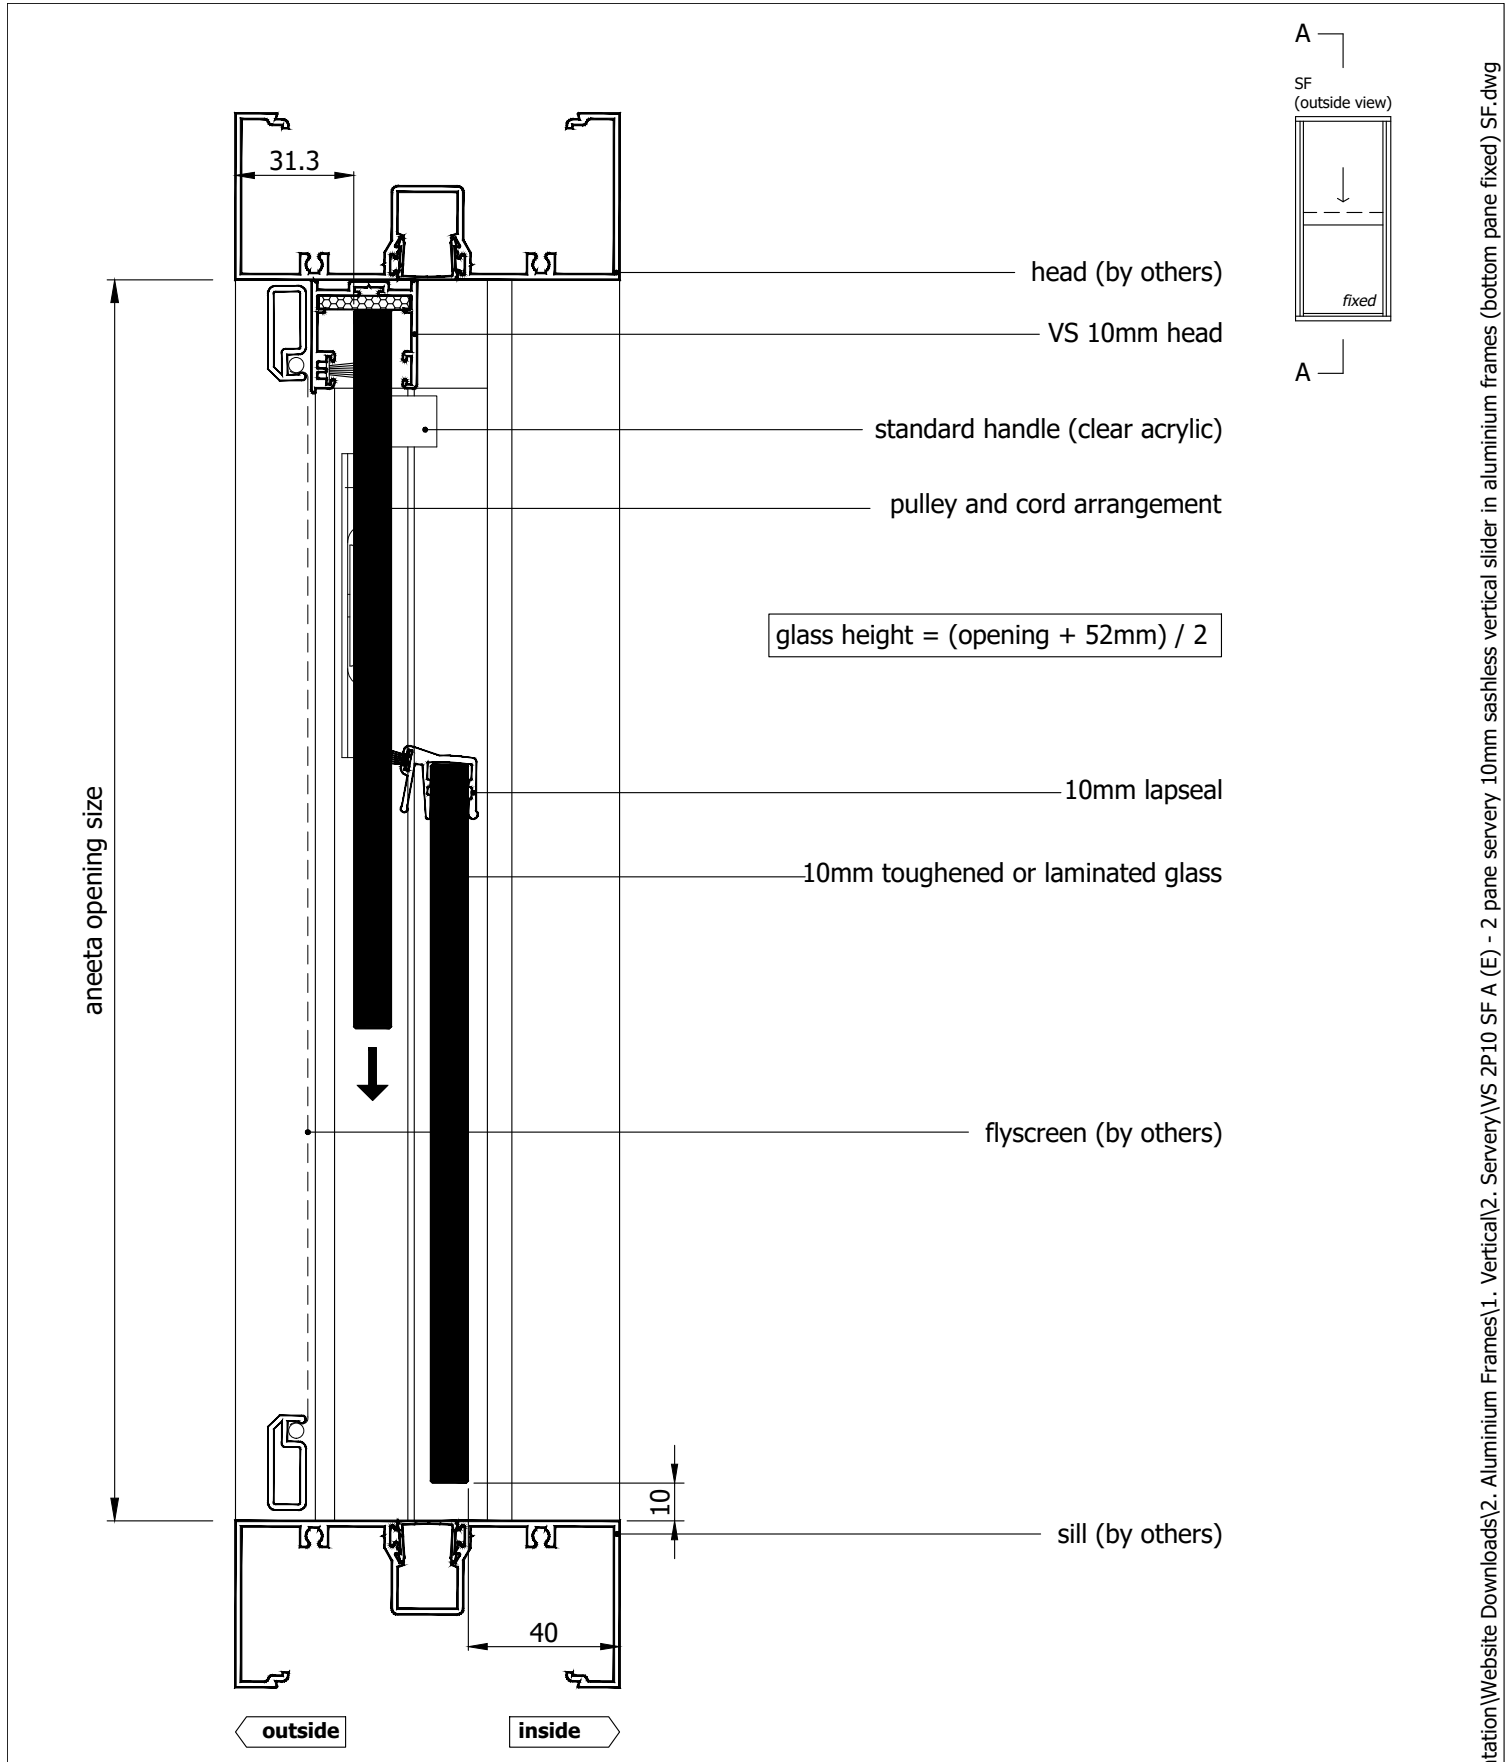 A
SF
(outside view)
fixed
A
31.3
head (by others)
VS 10mm head
standard handle (clear acrylic)
pulley and cord arrangement
glass height = (opening + 52mm) / 2
10mm lapseal
10mm toughened or laminated glass
aneeta opening size
flyscreen (by others)
10
sill (by others)
40
outside
inside
\Website Downloads\2. Aluminium Frames\1. Vertical\2. Servery\VS 2P10 SF A (E) - 2 pane servery 10mm sashless vertical slider in aluminium frames (bottom pane fixed) SF.dwg